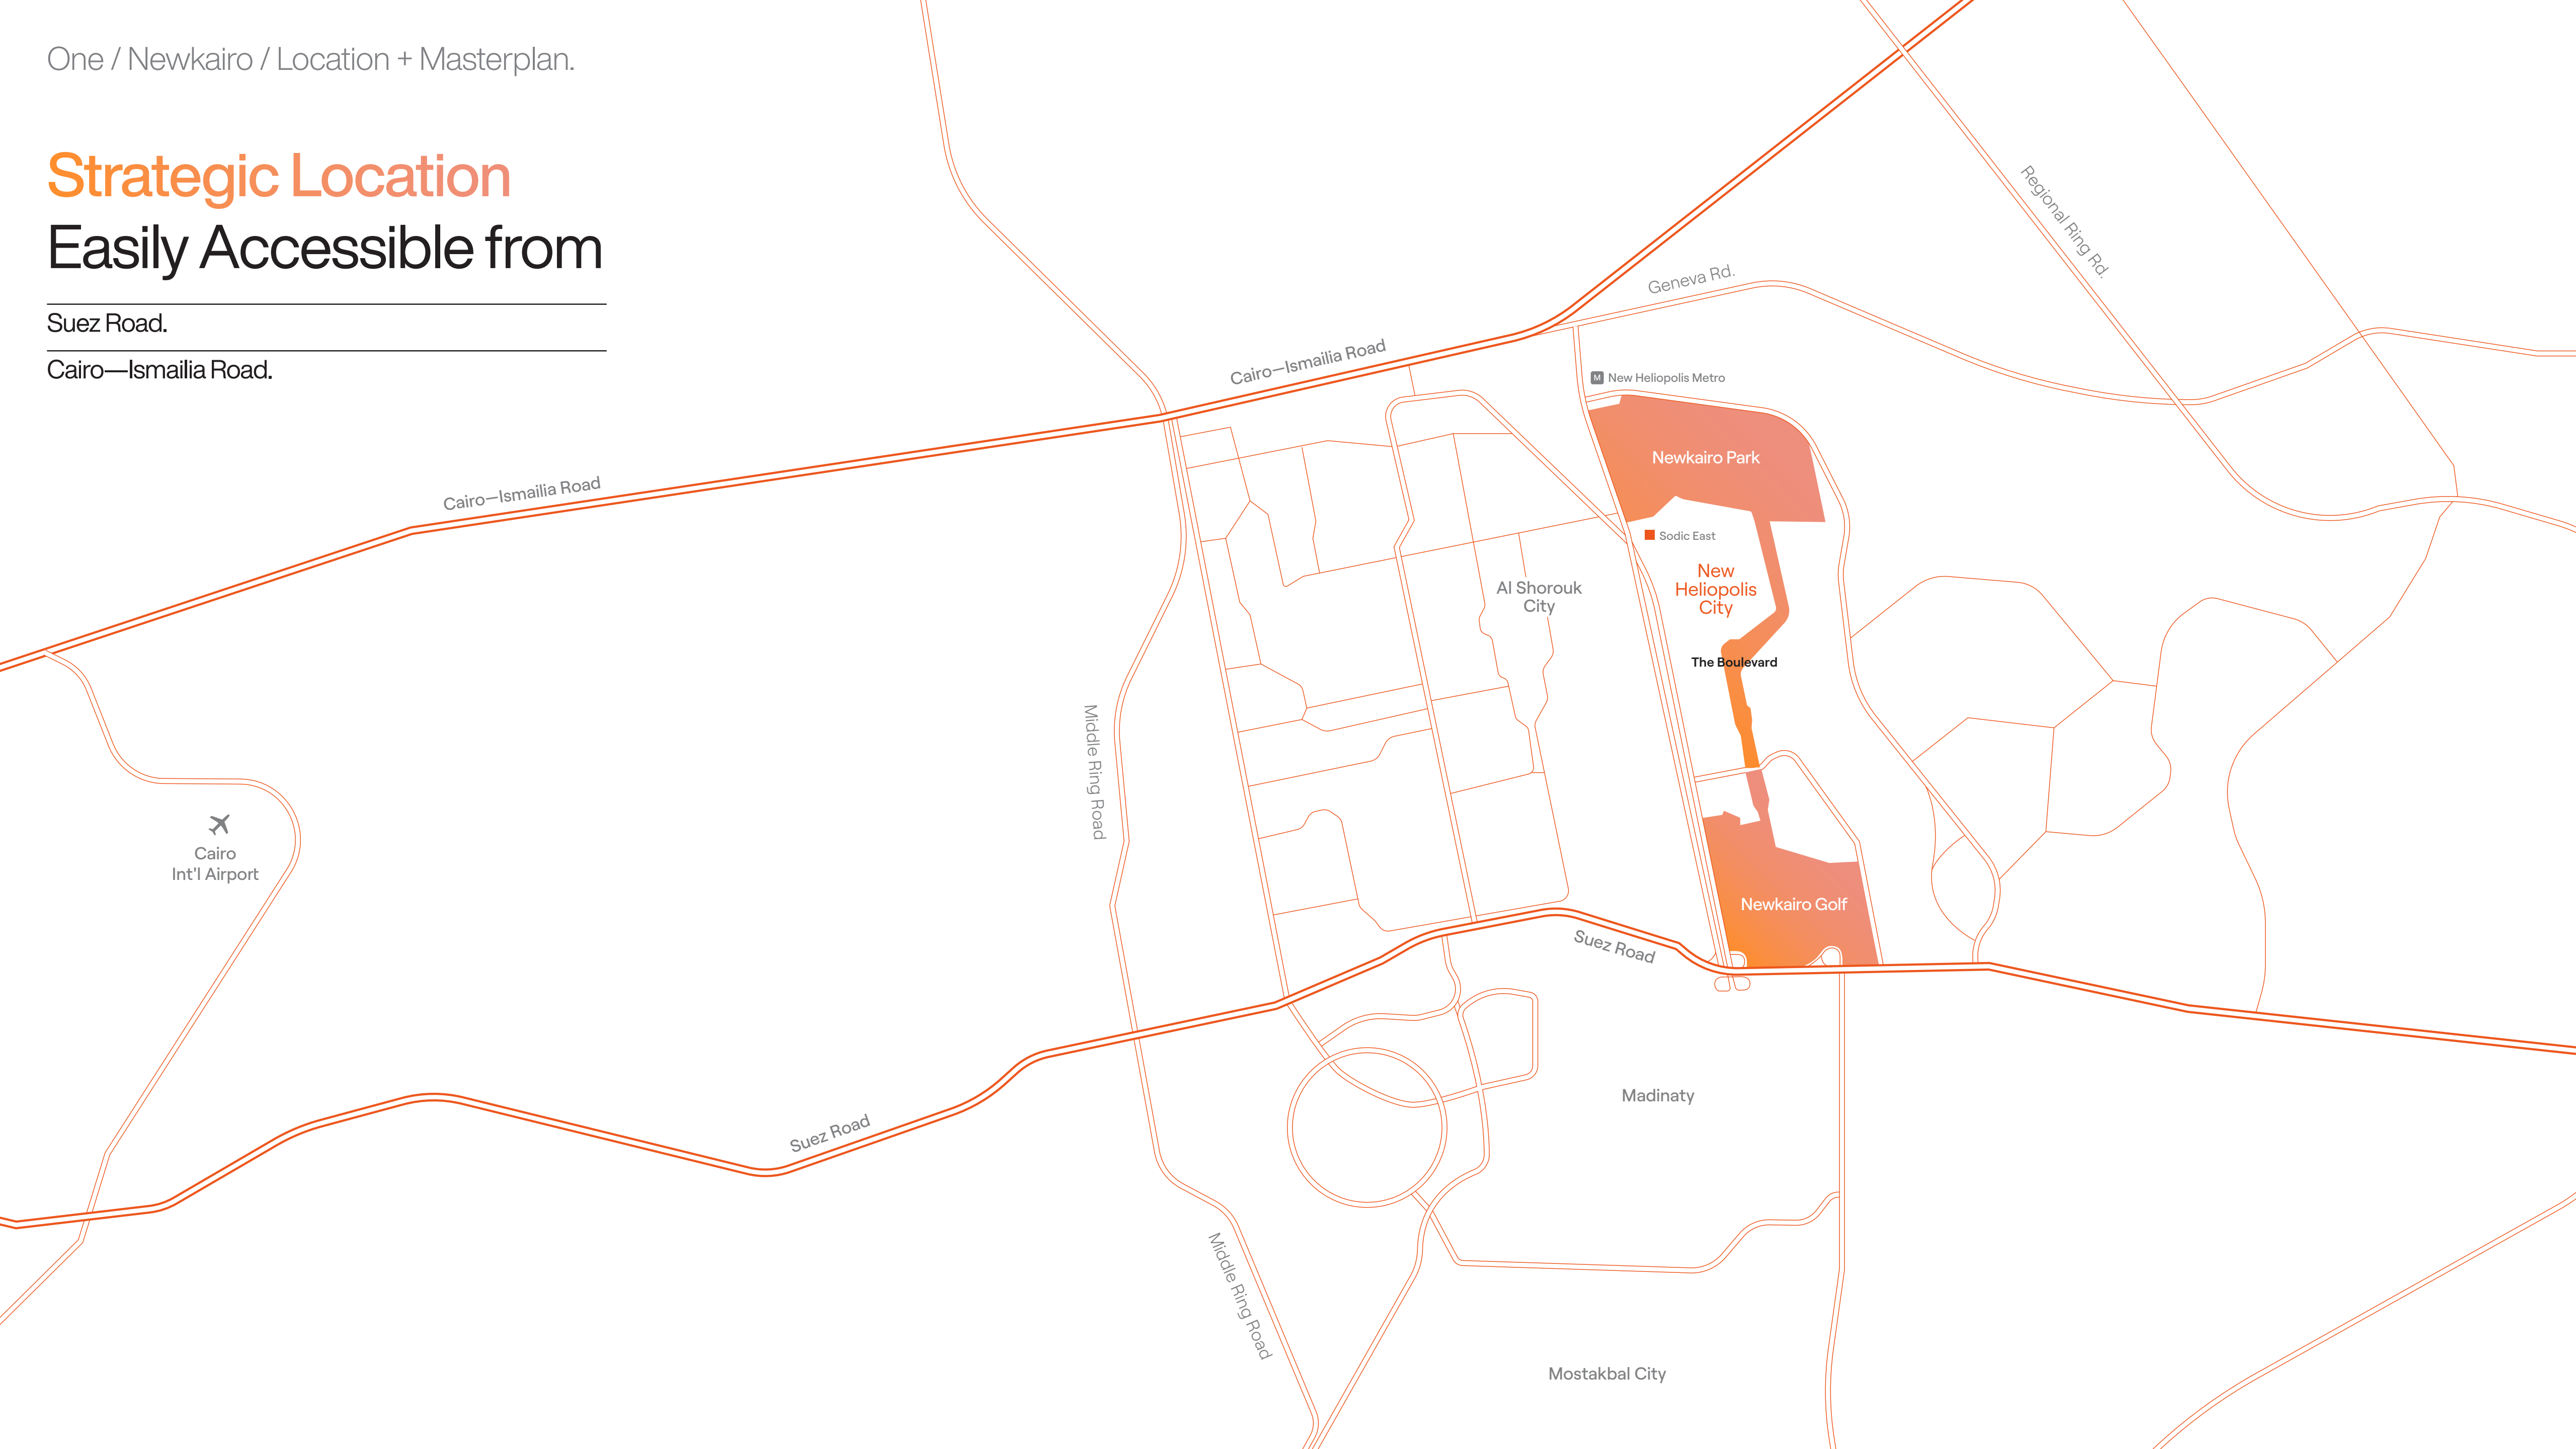 One / Newkairo / Location + Masterplan.
Strategic Location
Easily Accessible from
Suez Road.
Cairo—Ismailia Road.
Regional Ring Rd.
Geneva Rd.
Cairo—Ismailia Road
M New Heliopolis Metro
Newkairo Park
Cairo—Ismailia Road
Sodic East
New
Heliopolis
City
Al Shorouk
City
The Boulevard
Middle Ring Road
Cairo
Int'l Airport
Newkairo Golf
Suez Road
Madinaty
Suez Road
Middle Ring Road
Mostakbal City